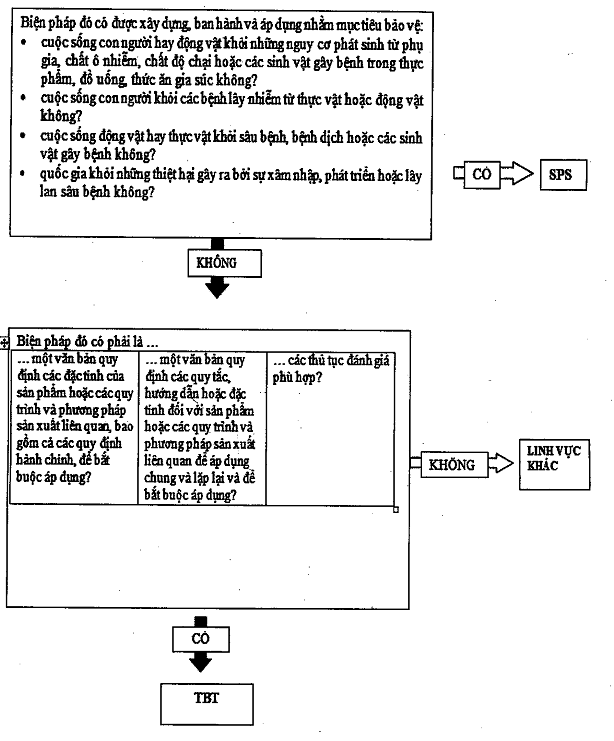 Biện pháp đó có được xây dựng, ban hành và áp dụng nhằm mục tiêu bảo vệ:
• cuộc sống con người hay động vật khỏi những nguy cơ phát sinh từ phụ
gia, chất ô nhiễm, chất độ chại hoặc các sinh vật gây bệnh trong thực
phẩm, đồ uống, thức ăn gia súc không?
• cuộc sống con người khỏi các bệnh lây nhiễm từ thực vật hoặc động vật
không?
• cuộc sống động vật hay thực vật khỏi sâu bệnh, bệnh dịch hoặc các sinh
vật gây bệnh không?
• quốc gia khỏi những thiệt hại gây ra bởi sự xâm nhập, phát triển hoặc lây
lan sâu bệnh không?
CÓ
SPS
KHÔNG
Biện pháp đó có phải là ...
... một văn bản quy
định các đặc tính của
sản phẩm hoặc các quy
trình và phương pháp
sản xuất liên quan, bao
gồm cả các quy định
hành chính, để bắt
buộc áp dụng?
... một văn bản quy
định các quy tắc,
hướng dẫn hoặc đặc
tính đối với sản phẩm
hoặc các quy trình và
phương pháp sản xuất
liên quan để áp dụng
chung và lặp lại và để
bắt buộc áp dụng?
... các thủ tục đánh giá
phù hợp?
KHÔNG
LINH VỰC
KHÁC
CÓ
TBT